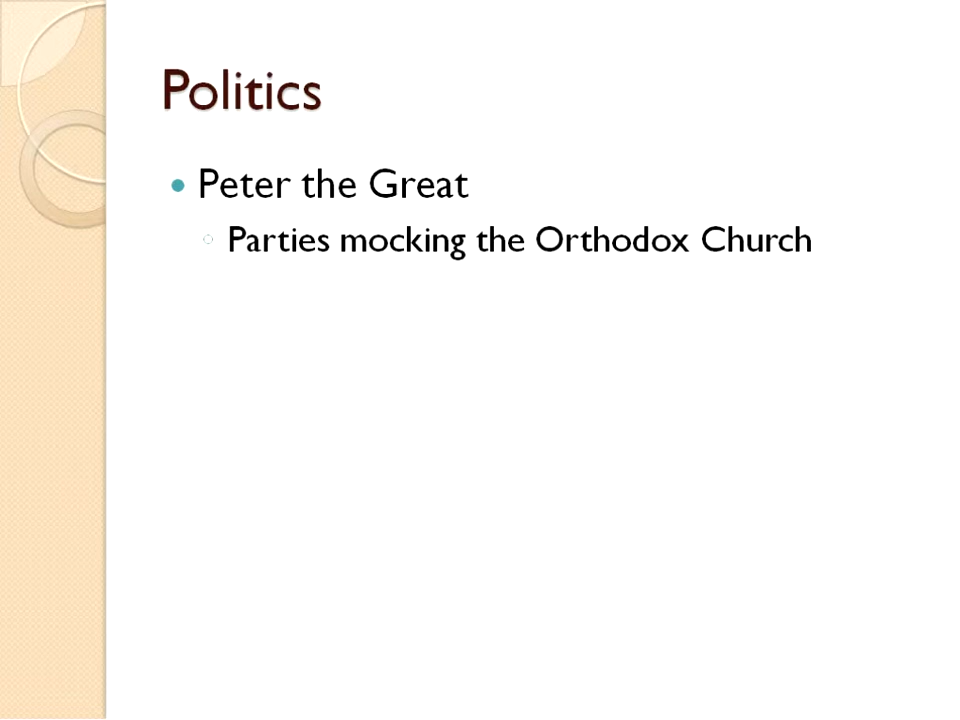 Politics
Peter the Great
Parties mocking the Orthodox Church